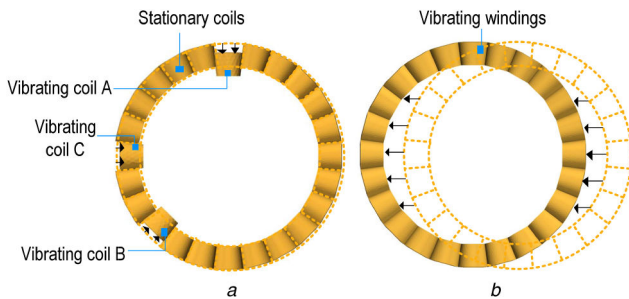 Stationary coils
Vibrating coil A
Vibrating
coil C
Vibrating coil B
a
Vibrating windings
b